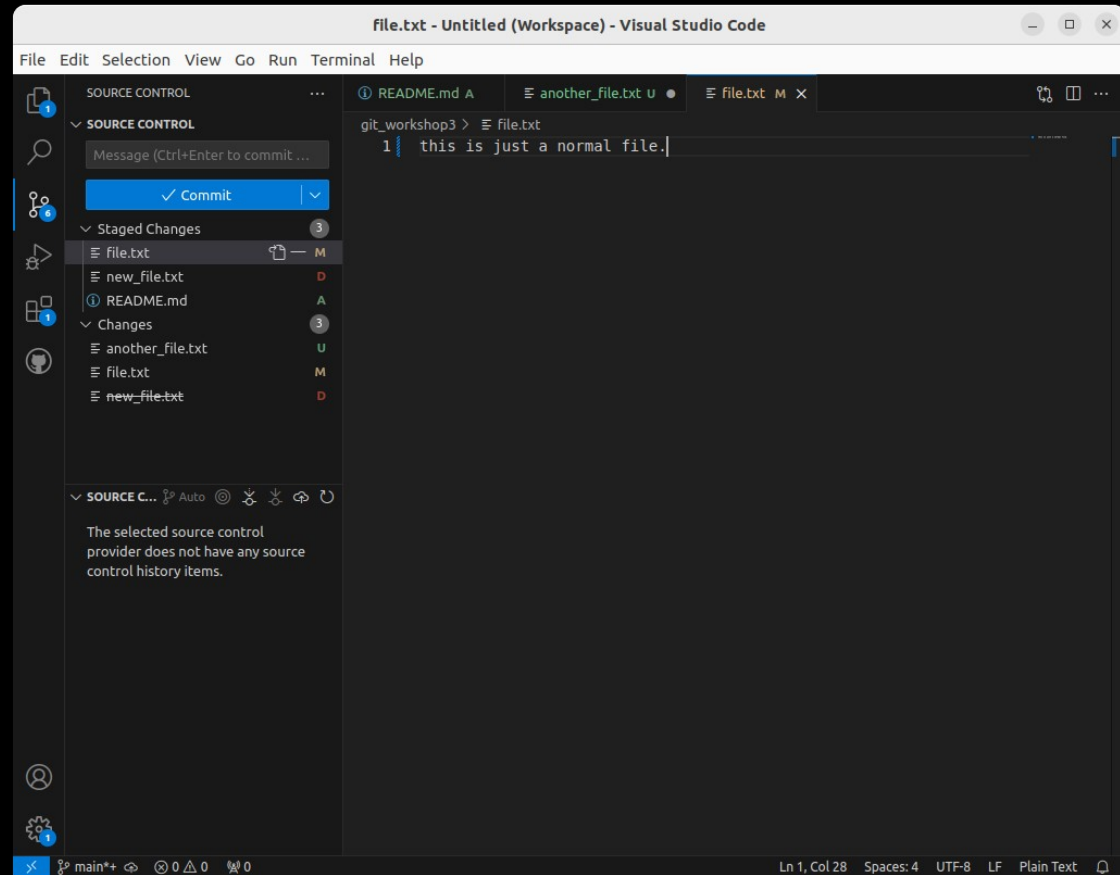 file.txt - Untitled (Workspace) - Visual Studio Code
File Edit Selection View Go Run Terminal Help
1
6
1
1
SOURCE CONTROL ...
SOURCE CONTROL
Message (Ctrl+Enter to commit ...
Commit
Staged Changes 3
file.txt M
new_file.txt D
README.md A
Changes 3
another_file.txt U
file.txt M
new_file.txt D
SOURCE C... Auto
The selected source control
provider does not have any source
control history items.
README.md A another_file.txt U file.txt M
git_workshop3 > file.txt
1 this is just a normal file.
main*+ 0 0 0 Ln 1, Col 28 Spaces: 4 UTF-8 LF Plain Text